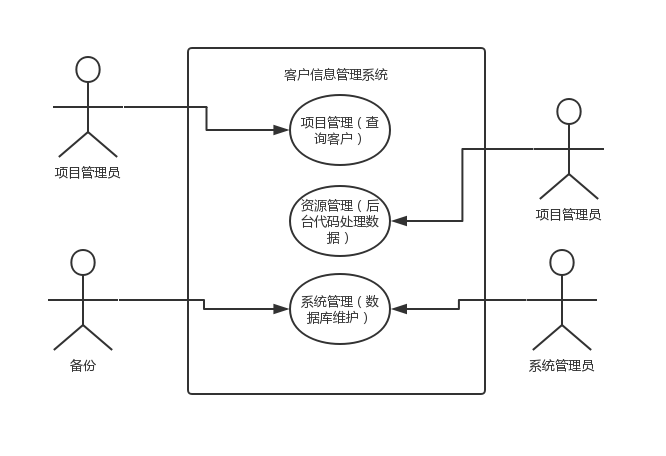 客户信息管理系统
项目管理（查
询客户）
项目管理员
资源管理（后
台代码处理数
据）
项目管理员
系统管理（数
据库维护）
备份
系统管理员